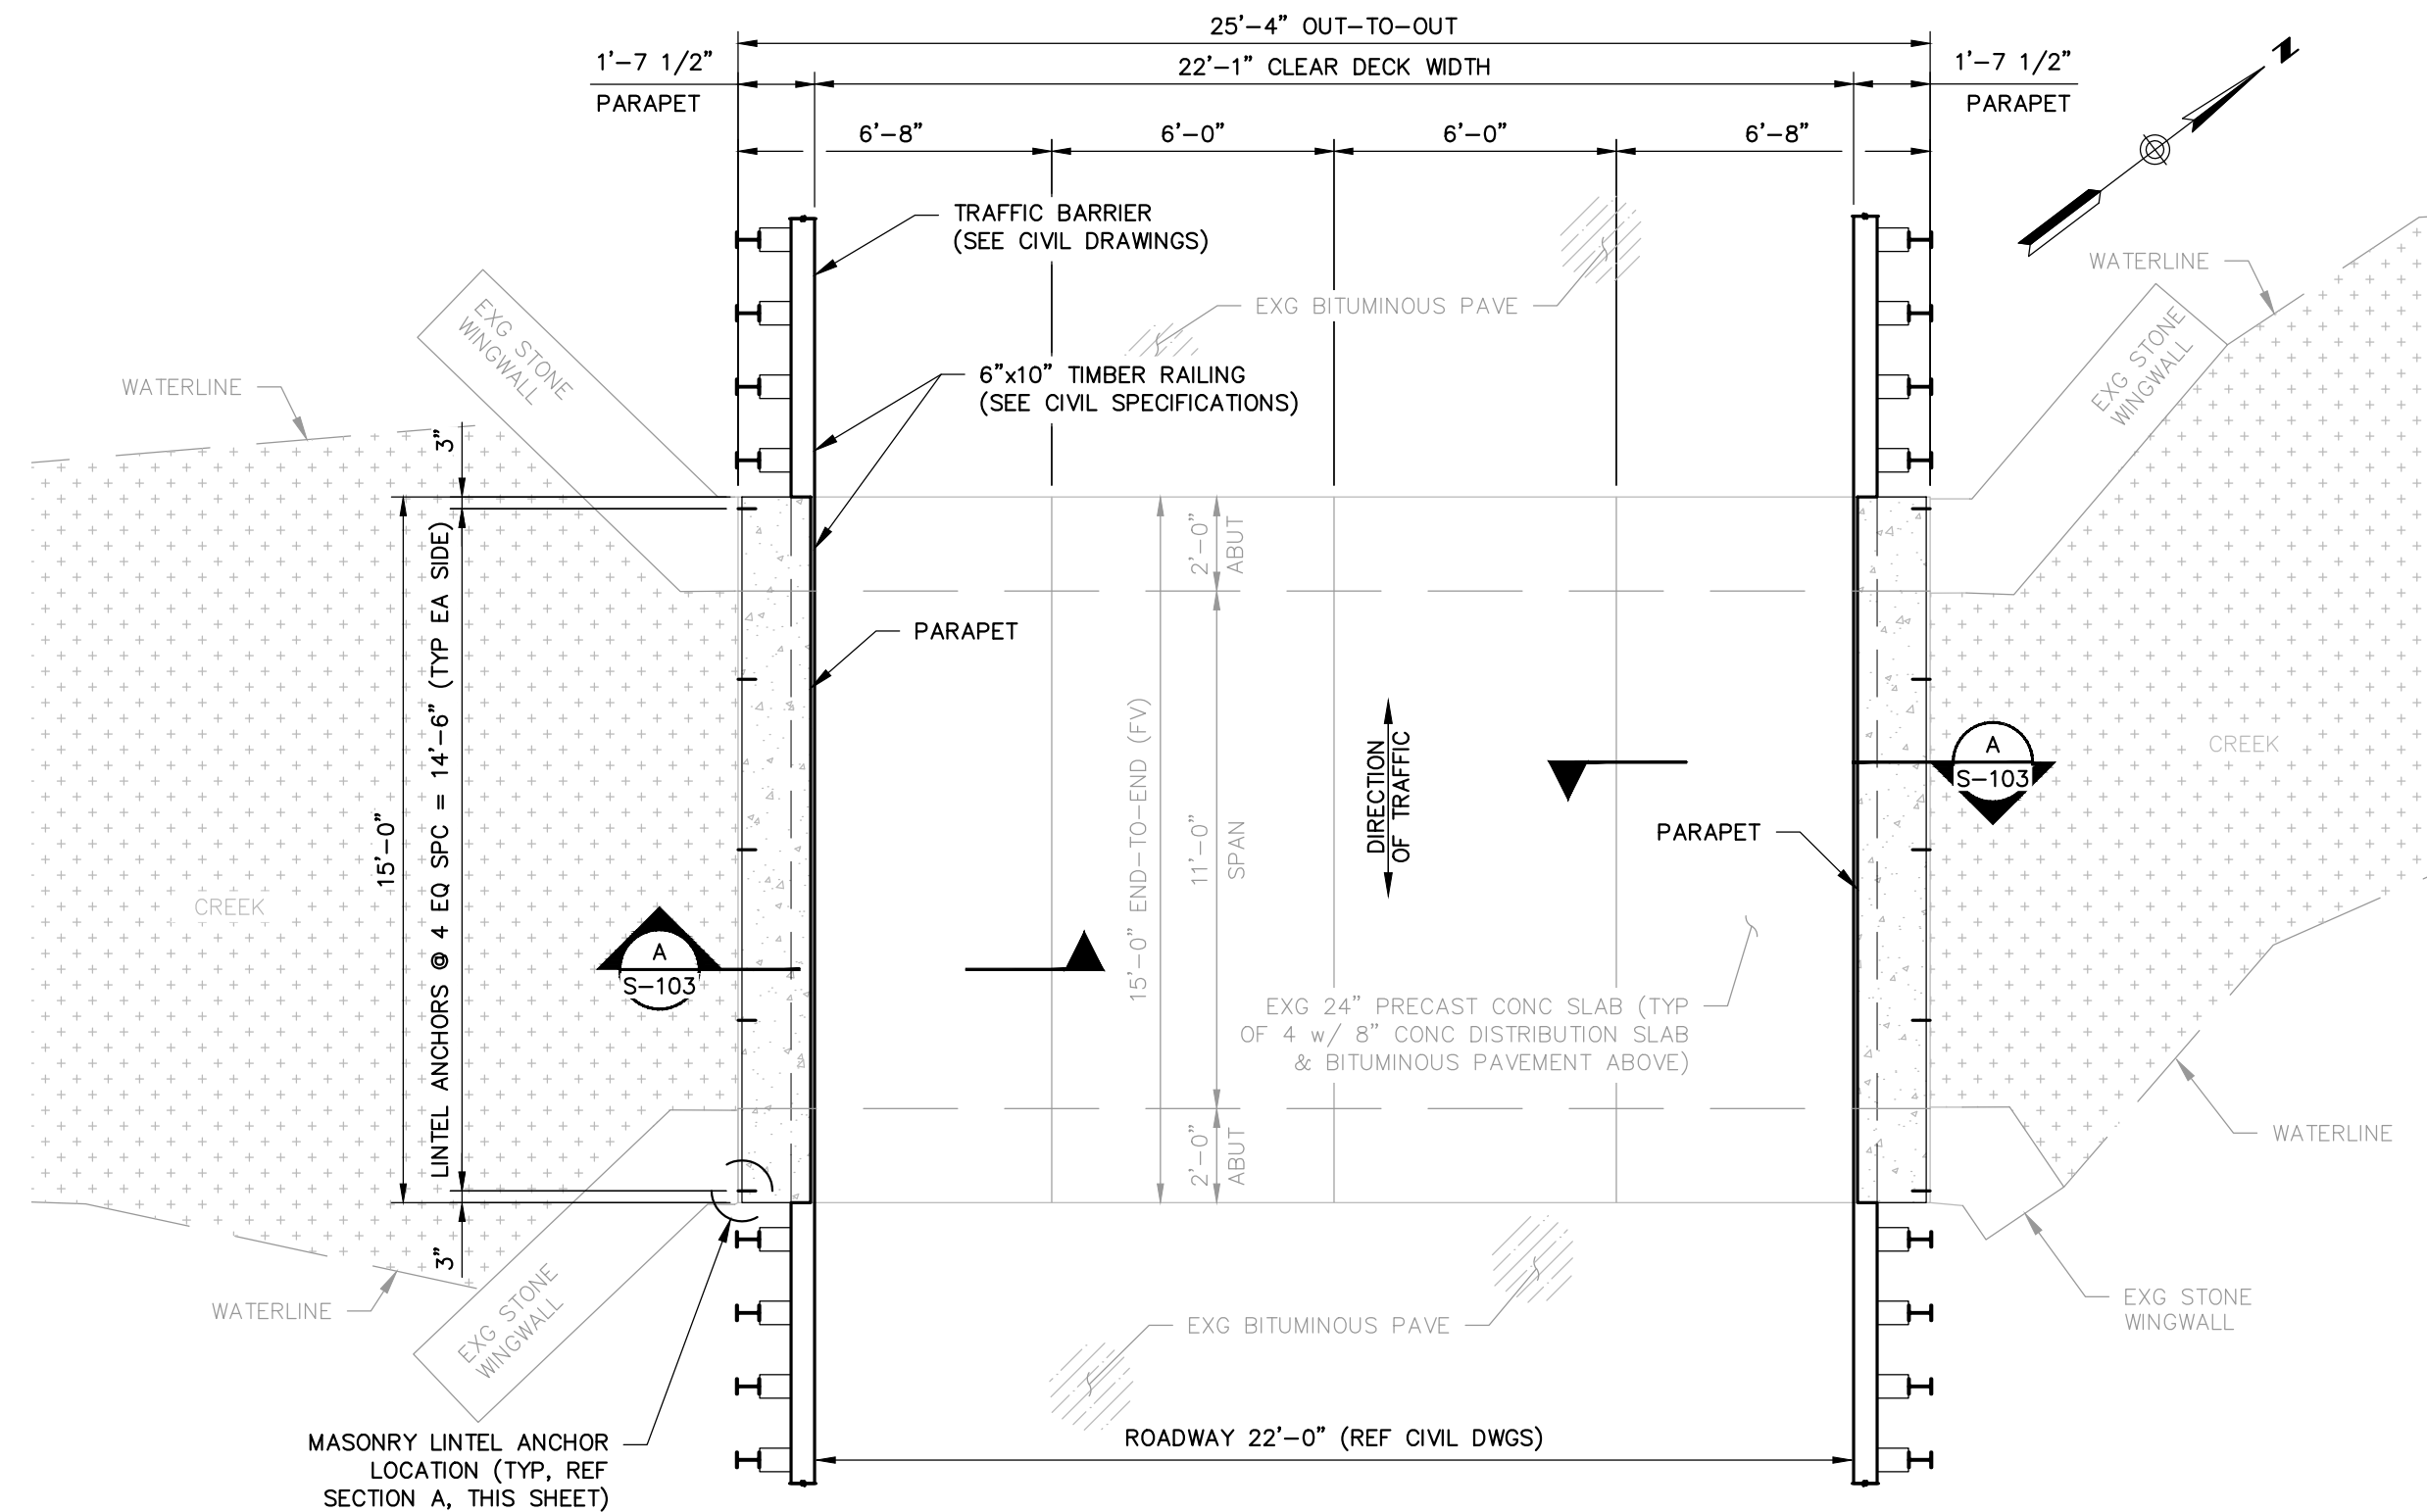 25'-4" OUT-TO-OUT
1'-7 1/2"
PARAPET
22'-1" CLEAR DECK WIDTH
1'-7 1/2"
PARAPET
N
6'-8"
6'-0"
6'-0"
6'-8"
TRAFFIC BARRIER
(SEE CIVIL DRAWINGS)
EXG BITUMINOUS PAVE
WATERLINE
EXG STONE
WINGWALL
EXG STONE
WINGWALL
WATERLINE
6"x10" TIMBER RAILING
(SEE CIVIL SPECIFICATIONS)
3"
15'-0"
LINTEL ANCHORS @ 4 EQ SPC = 14'-6" (TYP EA SIDE)
3"
2'-0"
ABUT
PARAPET
15'-0" END-TO-END (FV)
11'-0"
SPAN
DIRECTION
OF TRAFFIC
A
S-103
CREEK
PARAPET
CREEK
A
S-103
EXG 24" PRECAST CONC SLAB (TYP
OF 4 w/ 8" CONC DISTRIBUTION SLAB
& BITUMINOUS PAVEMENT ABOVE)
2'-0"
ABUT
WATERLINE
WATERLINE
EXG STONE
WINGWALL
EXG BITUMINOUS PAVE
EXG STONE
WINGWALL
MASONRY LINTEL ANCHOR
LOCATION (TYP, REF
SECTION A, THIS SHEET)
ROADWAY 22'-0" (REF CIVIL DWGS)